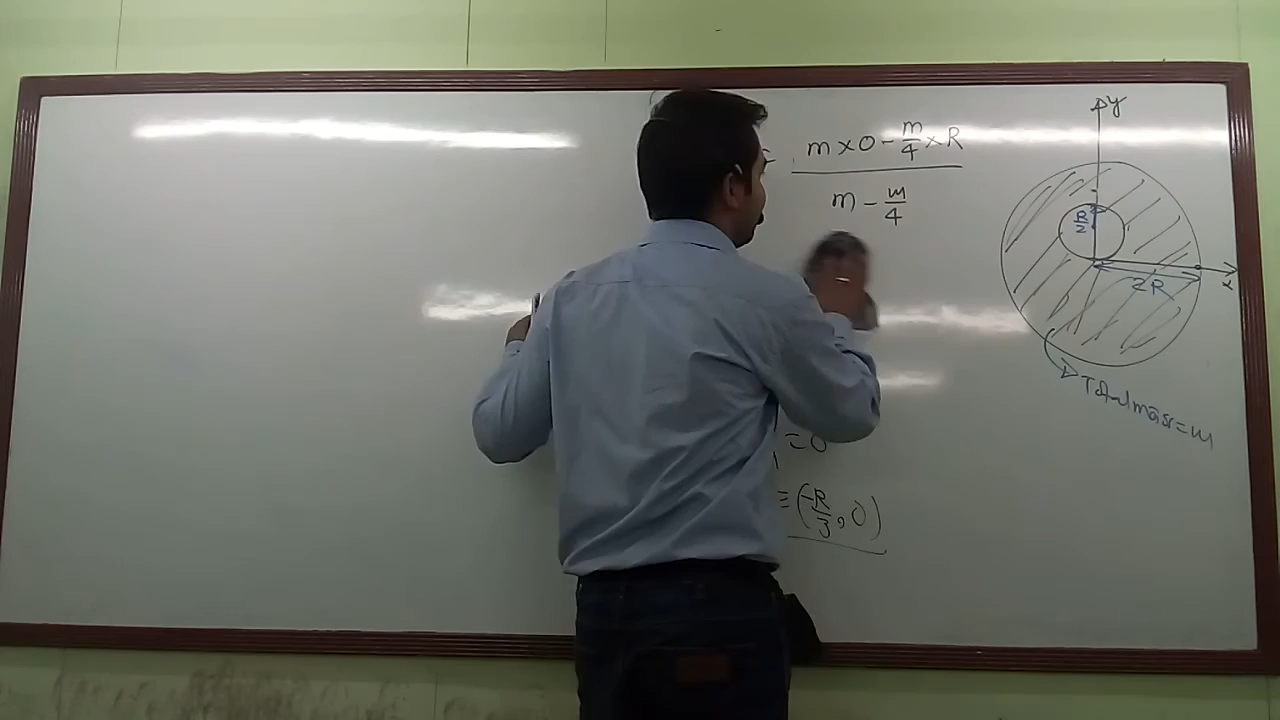 = m × 0 - m/4 × R
m - m/4
= 0
= (-R/3, 0)
y
R/2
2R
x
Total mass = m